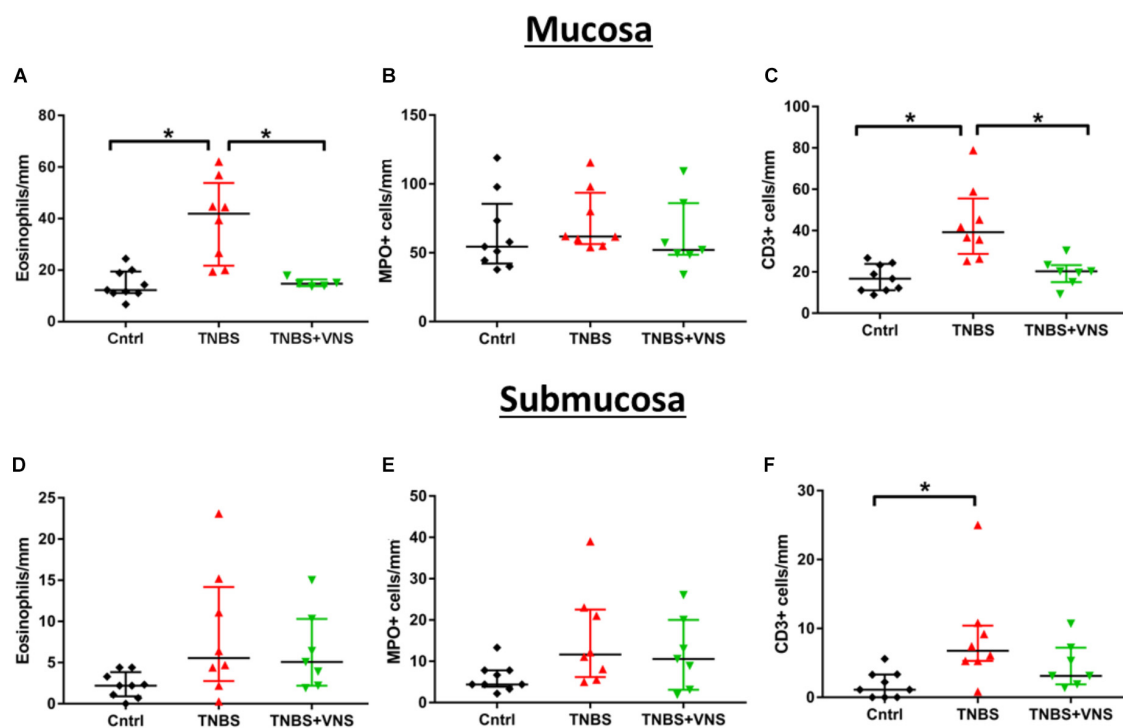 Mucosa
A
Eosinophils/mm
80
60
40
20
0
* *
Cntrl TNBS TNBS+VNS
B
MPO+ cells/mm
150
100
50
0
Cntrl TNBS TNBS+VNS
C
CD3+ cells/mm
100
80
60
40
20
0
* *
Cntrl TNBS TNBS+VNS
Submucosa
D
Eosinophils/mm
25
20
15
10
5
0
Cntrl TNBS TNBS+VNS
E
MPO+ cells/mm
50
40
30
20
10
0
Cntrl TNBS TNBS+VNS
F
CD3+ cells/mm
30
20
10
0
*
Cntrl TNBS TNBS+VNS